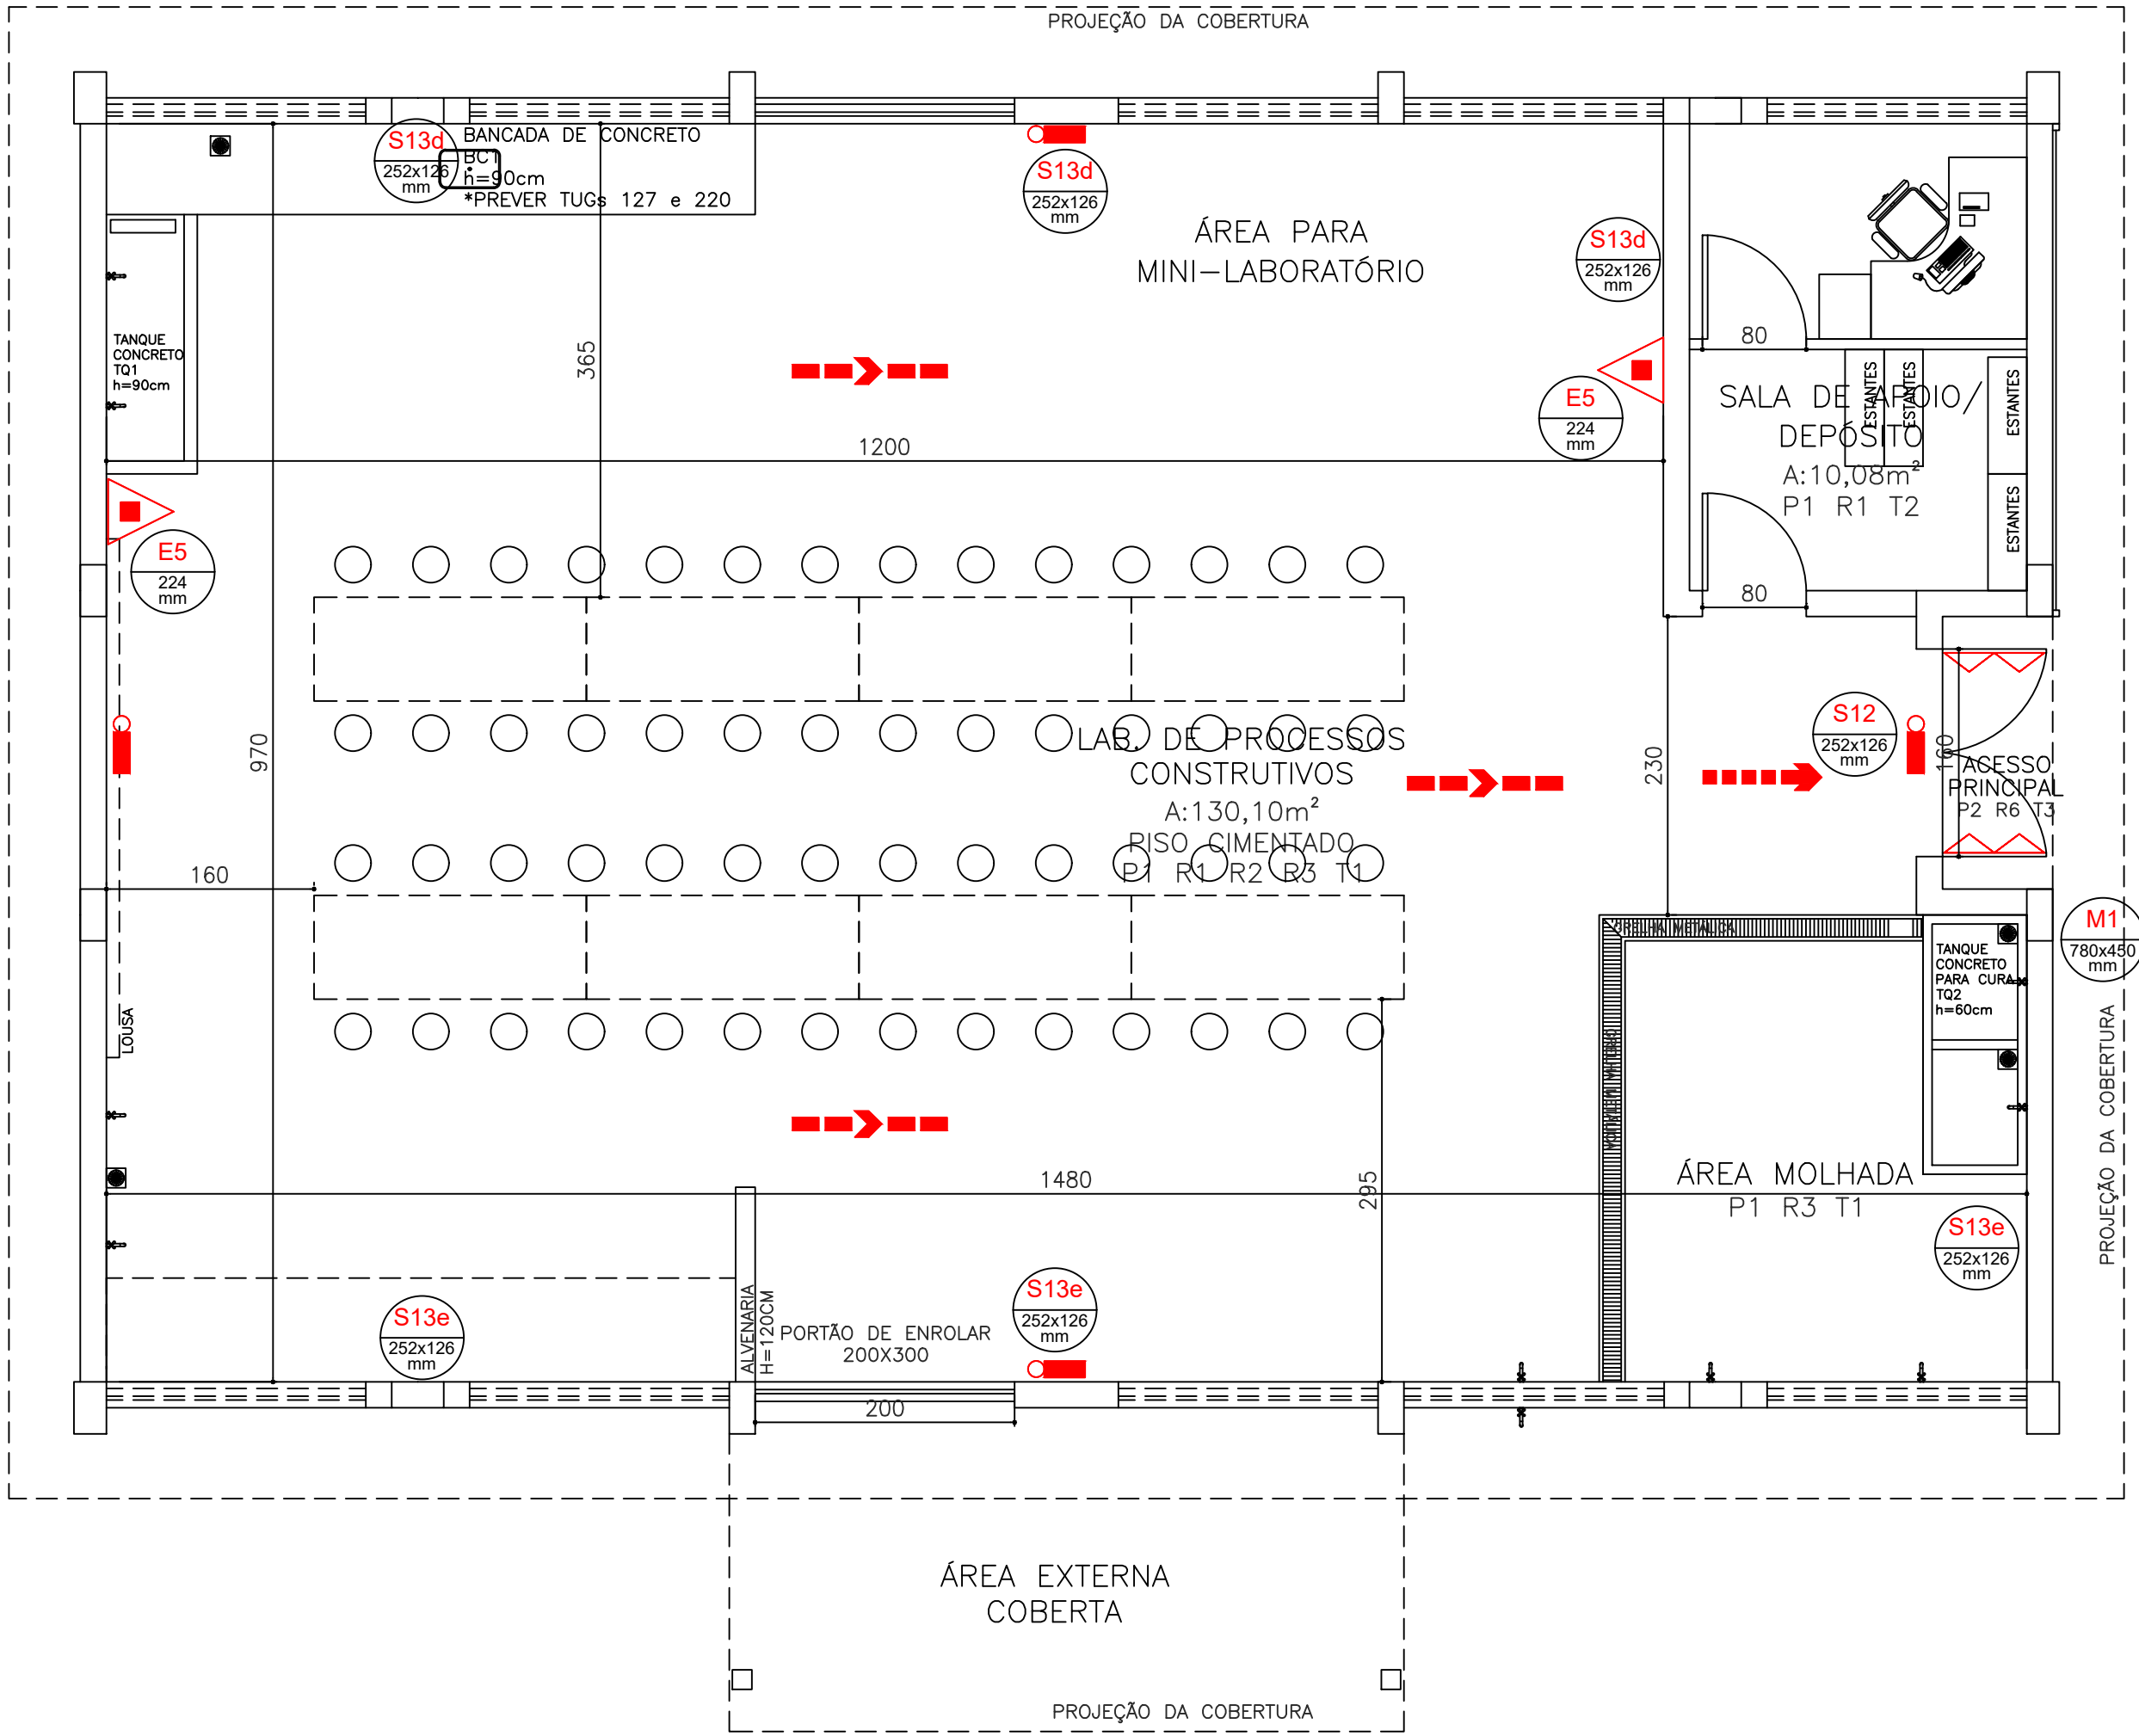 PROJEÇÃO DA COBERTURA
S13d
252x126
mm
BANCADA DE CONCRETO
BCT
h=90cm
*PREVER TUGs 127 e 220
S13d
252x126
mm
ÁREA PARA
MINI-LABORATÓRIO
S13d
252x126
mm
TANQUE
CONCRETO
TQ1
h=90cm
365
80
E5
224
mm
1200
SALA DE APOIO/
DEPÓSITO
A:10,08m²
P1 R1 T2
ESTANTES
ESTANTES
ESTANTES
ESTANTES
E5
224
mm
80
970
LAB. DE PROCESSOS
CONSTRUTIVOS
A:130,10m²
PISO CIMENTADO
P1 R1 R2 R3 T1
230
S12
252x126
mm
160
ACESSO
PRINCIPAL
P2 R6 T3
160
M1
780x450
mm
GRELHA METÁLICA
GRELHA METÁLICA
TANQUE
CONCRETO
PARA CURA
TQ2
h=60cm
LOUSA
PROJEÇÃO DA COBERTURA
1480
295
ÁREA MOLHADA
P1 R3 T1
S13e
252x126
mm
S13e
252x126
mm
ALVENARIA
H=120CM
PORTÃO DE ENROLAR
200X300
S13e
252x126
mm
200
ÁREA EXTERNA
COBERTA
PROJEÇÃO DA COBERTURA